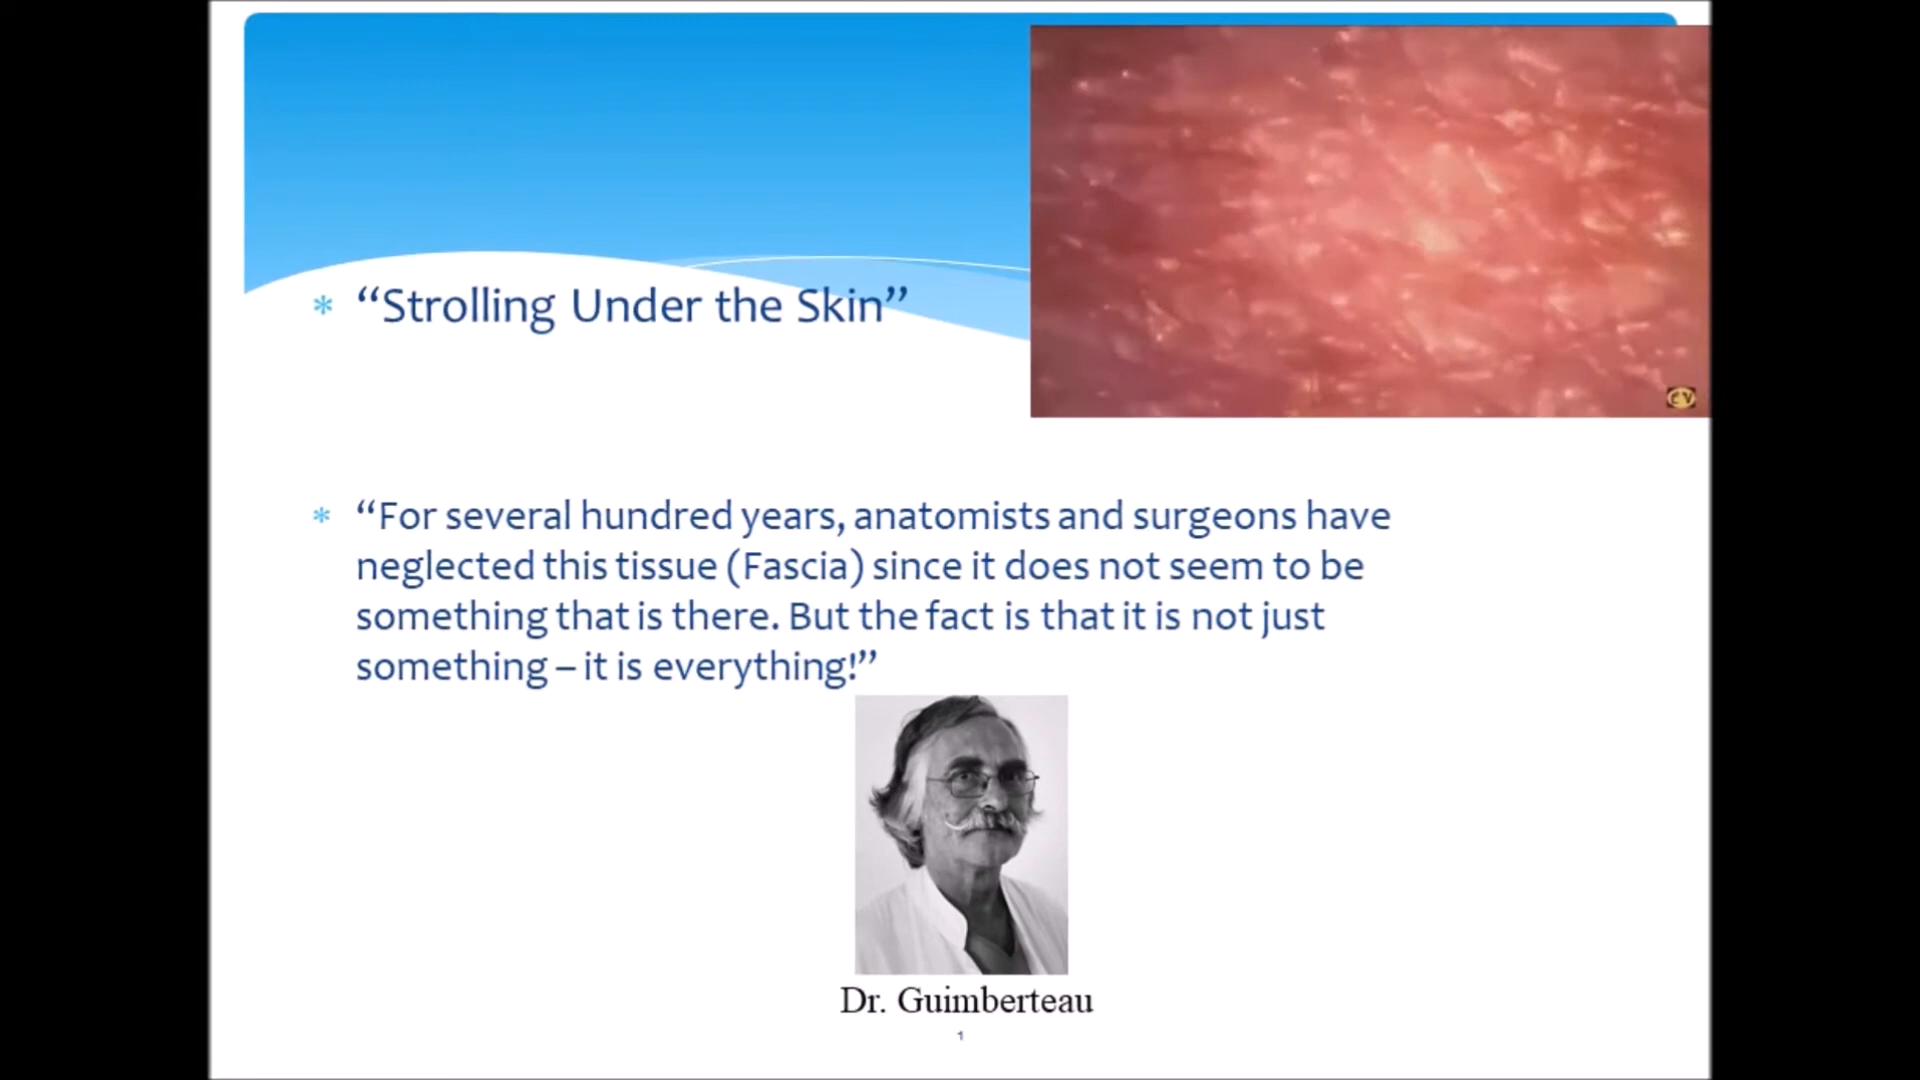 * “Strolling Under the Skin”
CV
* “For several hundred years, anatomists and surgeons have
neglected this tissue (Fascia) since it does not seem to be
something that is there. But the fact is that it is not just
something – it is everything!”
Dr. Guimberteau
1